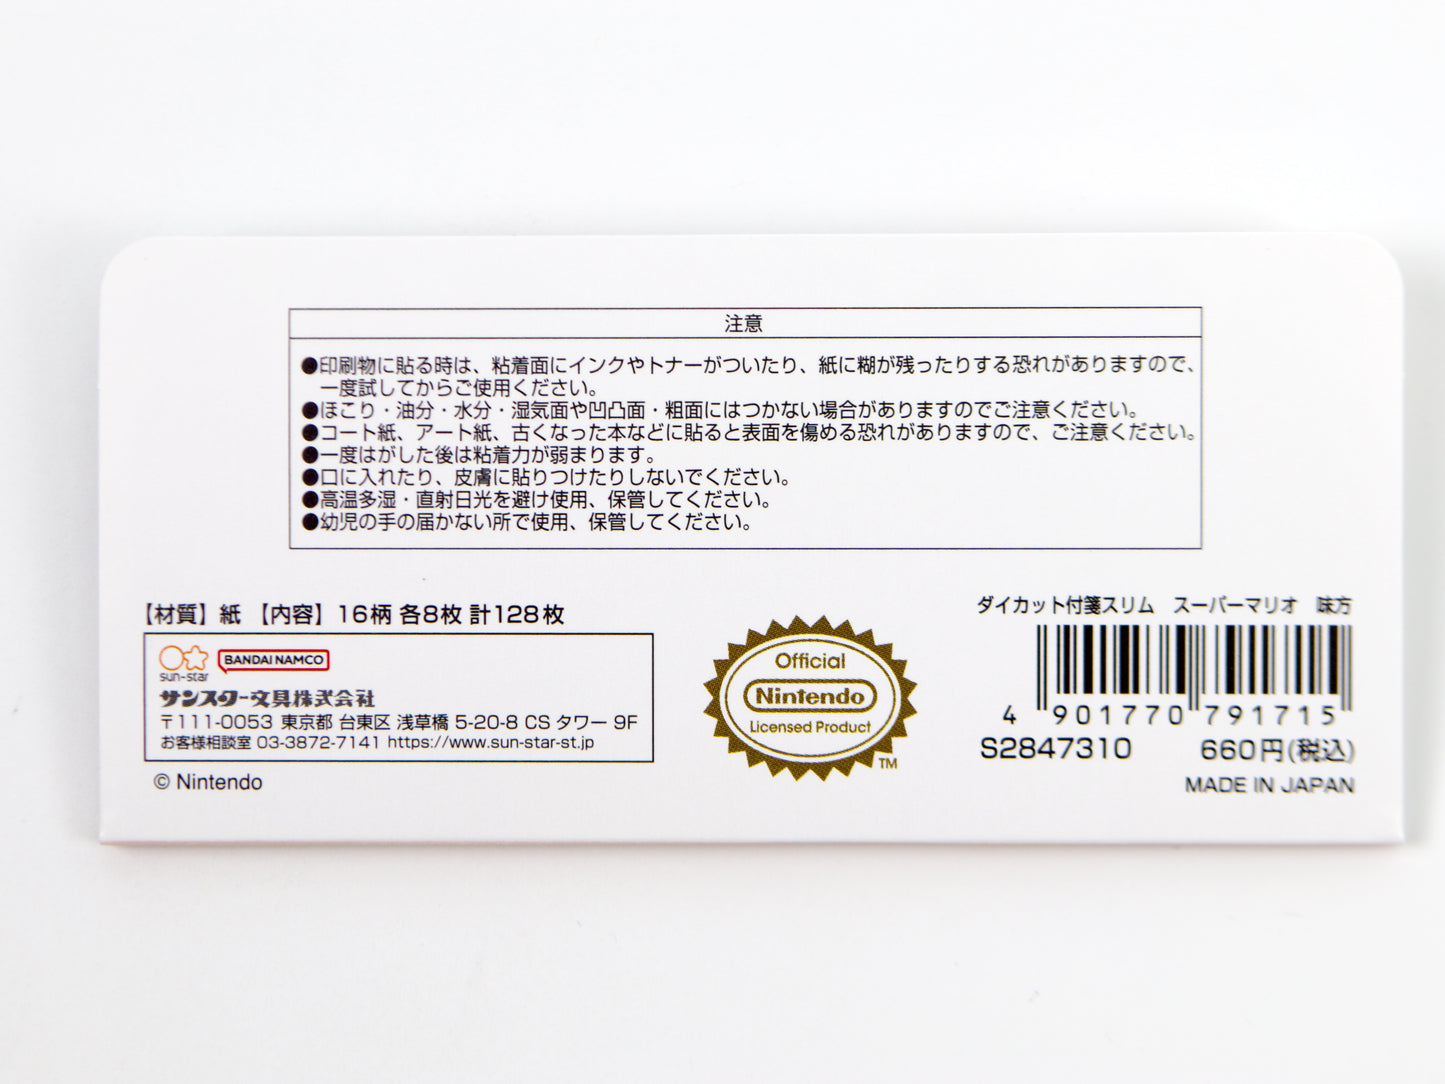 注意
●印刷物に貼る時は、粘着面にインクやトナーがついたり、紙に糊が残ったりする恐れがありますので、
一度試してからご使用ください。
●ほこり・油分・水分・湿気面や凹凸面・粗面にはつかない場合がありますのでご注意ください。
●コート紙、アート紙、古くなった本などに貼ると表面を傷める恐れがありますので、ご注意ください。
●一度はがした後は粘着力が弱まります。
●口に入れたり、皮膚に貼りつけたりしないでください。
●高温多湿・直射日光を避け使用、保管してください。
●幼児の手の届かない所で使用、保管してください。
【材質】紙 【内容】16柄 各8枚 計128枚
sun-star
BANDAI NAMCO
サンスター文具株式会社
〒111-0053 東京都 台東区 浅草橋 5-20-8 CS タワー 9F
お客様相談室 03-3872-7141 https://www.sun-star-st.jp
© Nintendo
Official
Nintendo
Licensed Product
TM
ダイカット付箋スリム スーパーマリオ 味方
4 901770 791715
S2847310 660円(税込)
MADE IN JAPAN